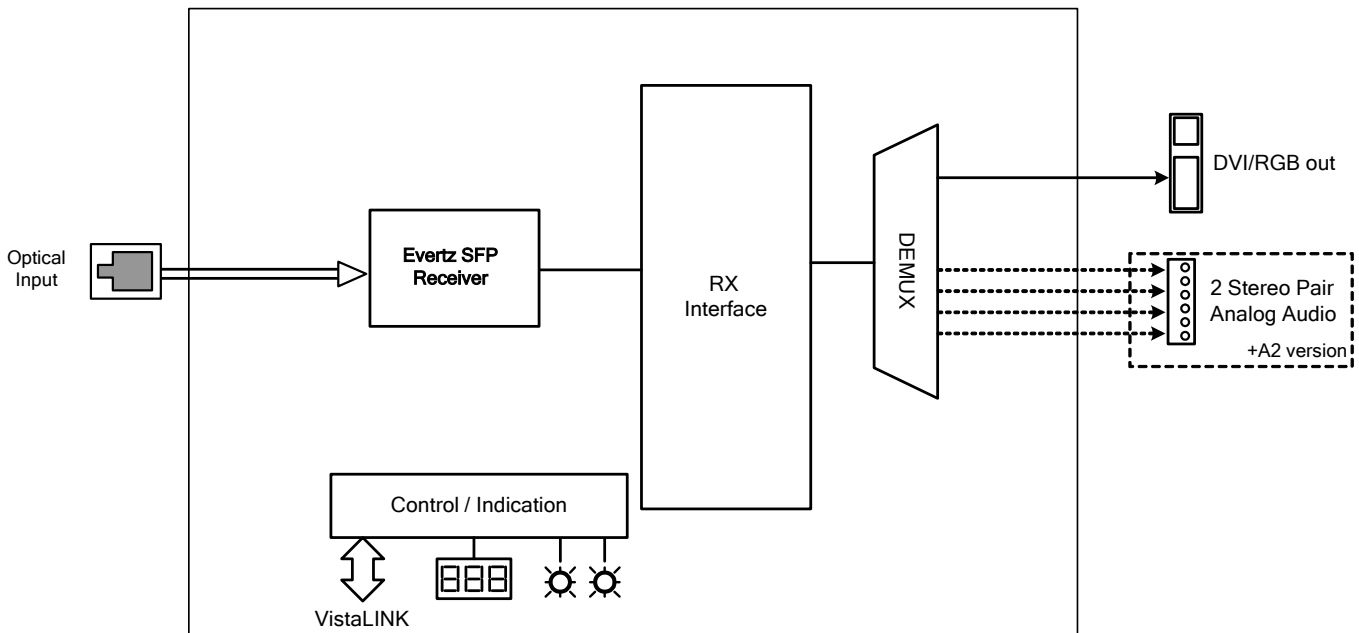 Optical
Input
Evertz SFP
Receiver
RX
Interface
DEMUX
DVI/RGB out
2 Stereo Pair
Analog Audio
+A2 version
Control / Indication
888
VistaLINK